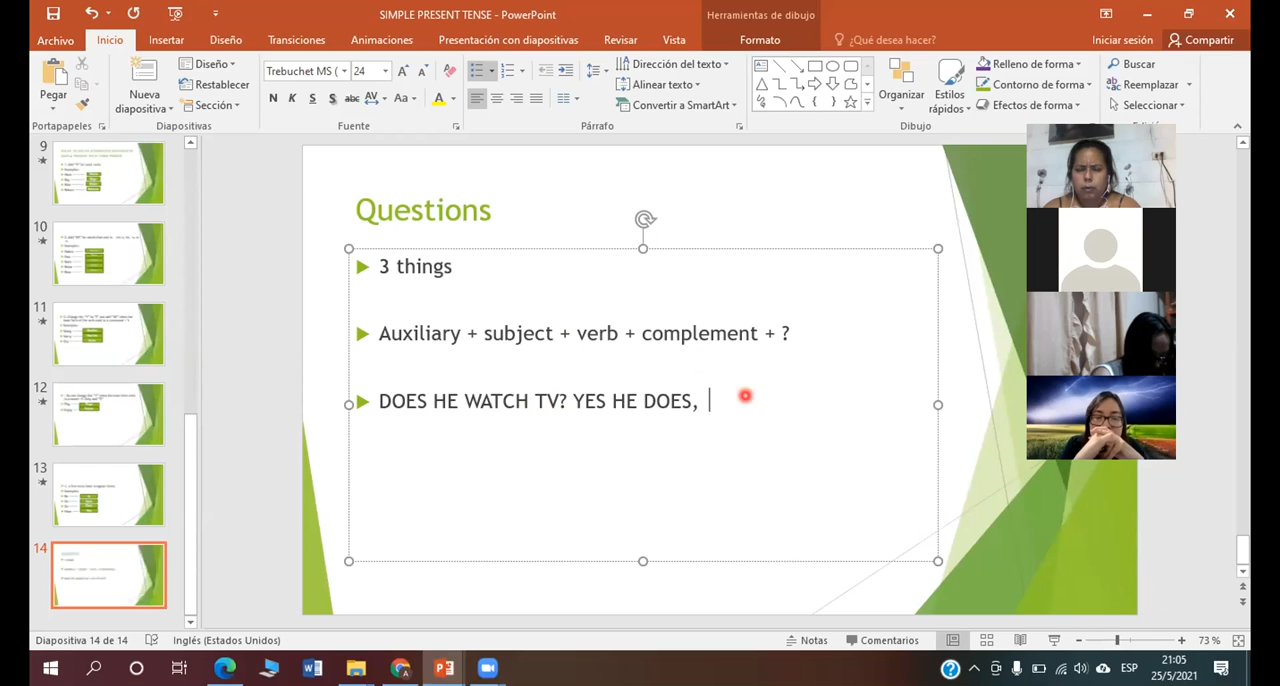 SIMPLE PRESENT TENSE - PowerPoint
Herramientas de dibujo
Archivo
Inicio
Insertar
Diseño
Transiciones
Animaciones
Presentación con diapositivas
Revisar
Vista
Formato
¿Qué desea hacer?
Iniciar sesión
Compartir
Pegar
Nueva diapositiva
Diseño
Restablecer
Sección
Trebuchet MS (
24
N K S S abc AV Aa A
Dirección del texto
Alinear texto
Convertir a SmartArt
Organizar
Estilos rápidos
Relleno de forma
Contorno de forma
Efectos de forma
Buscar
Reemplazar
Seleccionar
Portapapeles
Diapositivas
Fuente
Párrafo
Dibujo
9
10
11
12
13
14
Questions
3 things
Auxiliary + subject + verb + complement + ?
DOES HE WATCH TV? YES HE DOES,
Diapositiva 14 de 14
Inglés (Estados Unidos)
Notas
Comentarios
73 %
ESP
21:05
25/5/2021